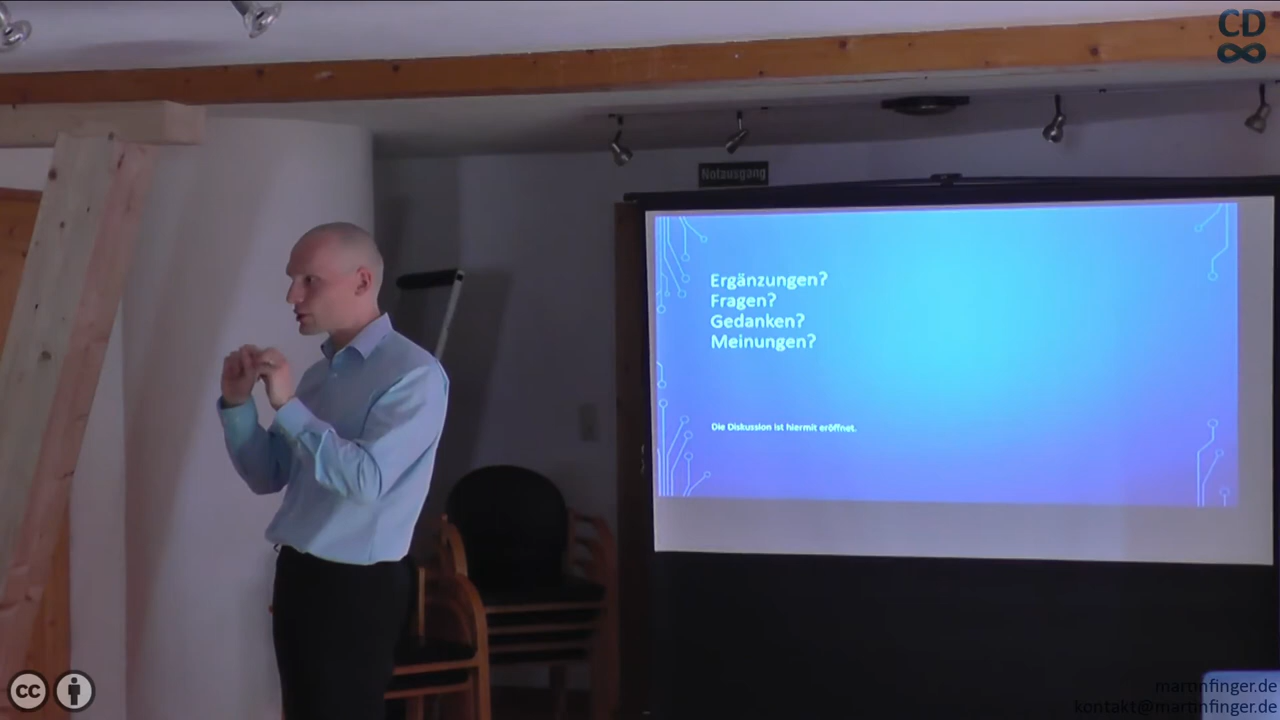 CD
Notausgang
Ergänzungen?
Fragen?
Gedanken?
Meinungen?
Die Diskussion ist hiermit eröffnet.
cc
martinfinger.de
kontakt@martinfinger.de